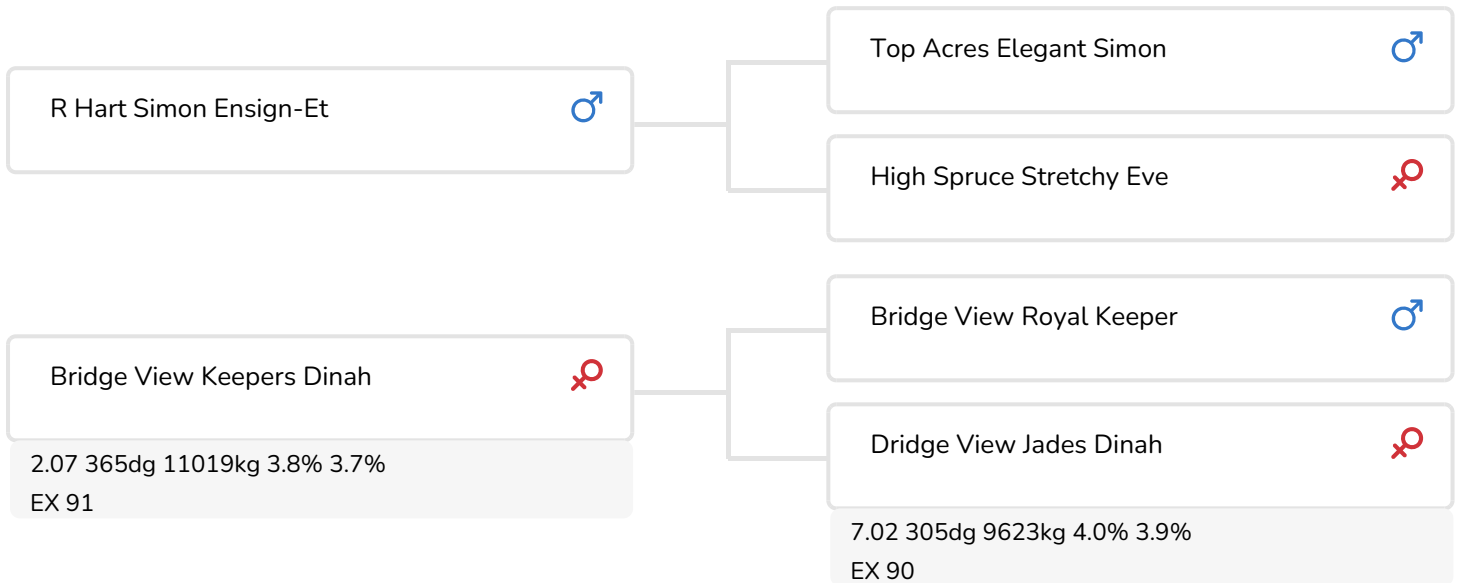 Top Acres Elegant Simon
R Hart Simon Ensign-Et
High Spruce Stretchy Eve
Bridge View Royal Keeper
Bridge View Keepers Dinah
Dridge View Jades Dinah
2.07 365dg 11019kg 3.8% 3.7%
EX 91
7.02 305dg 9623kg 4.0% 3.9%
EX 90